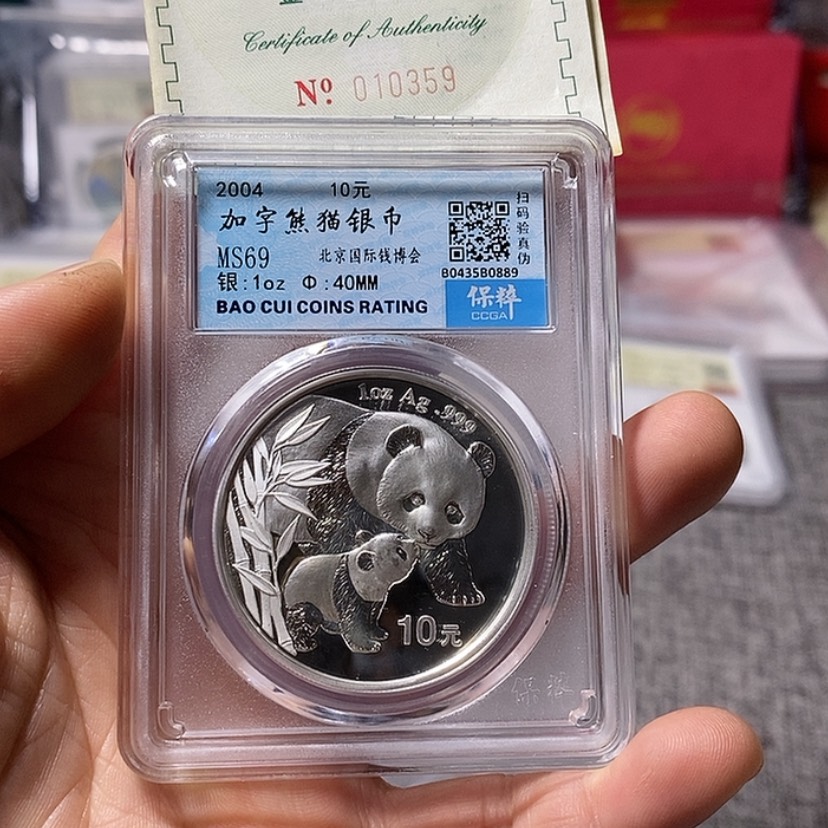 Certificate of Authenticity
Nº. 010359
2004 10元
加字熊猫银币
MS69 北京国际钱博会
银:1oz Φ:40MM
BAO CUI COINS RATING
扫码验真伪
B0435B0889
保粹
CCGA
1oz Ag .999
10元
保粹